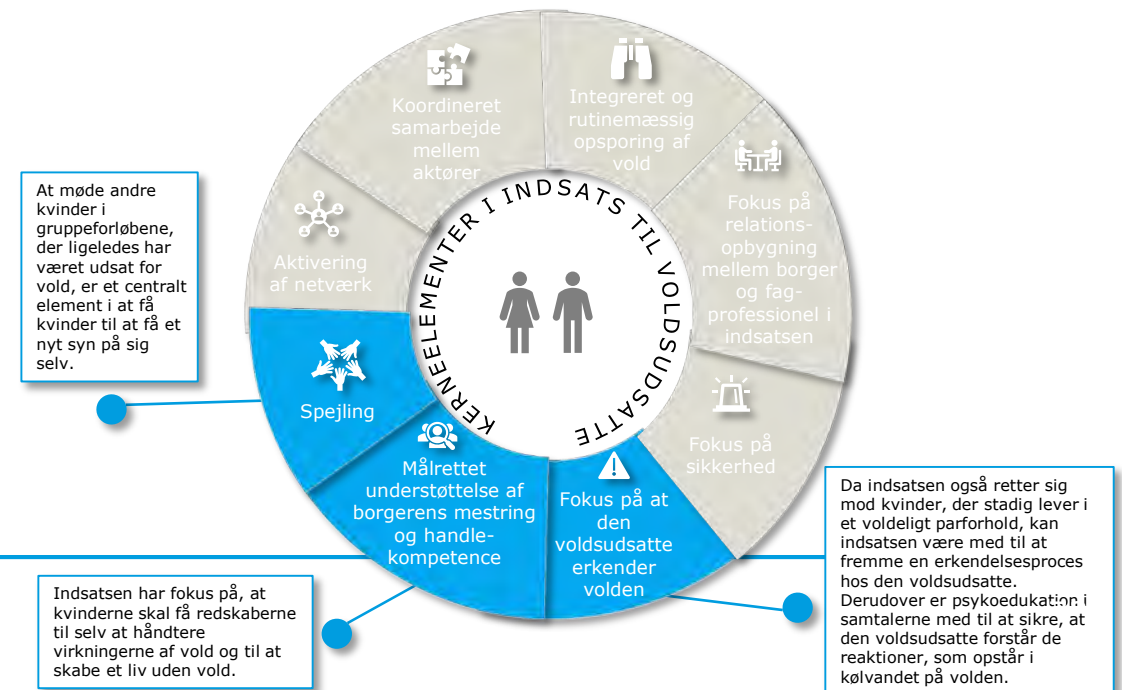 Koordineret
samarbejde
mellem
aktører
Integreret og
rutinemæssig
opsporing af
vold
Fokus på
relations-
opbygning
mellem borger
og fag-
professionel i
indsatsen
Fokus på
sikkerhed
Fokus på at
den
voldsudsatte
erkender
volden
Målrettet
understøttelse af
borgerens mestring
og handle-
kompetence
Spejling
Aktivering
af netværk
KERNEELEMENTER I INDSATS TIL VOLDSUDSATTE
At møde andre
kvinder i
gruppeforløbene,
der ligeledes har
været udsat for
vold, er et centralt
element i at få
kvinder til at få et
nyt syn på sig
selv.
Indsatsen har fokus på, at
kvinderne skal få redskaberne
til selv at håndtere
virkningerne af vold og til at
skabe et liv uden vold.
Da indsatsen også retter sig
mod kvinder, der stadig lever i
et voldeligt parforhold, kan
indsatsen være med til at
fremme en erkendelsesproces
hos den voldsudsatte.
Derudover er psykoedukation i
samtalerne med til at sikre, at
den voldsudsatte forstår de
reaktioner, som opstår i
kølvandet på volden.